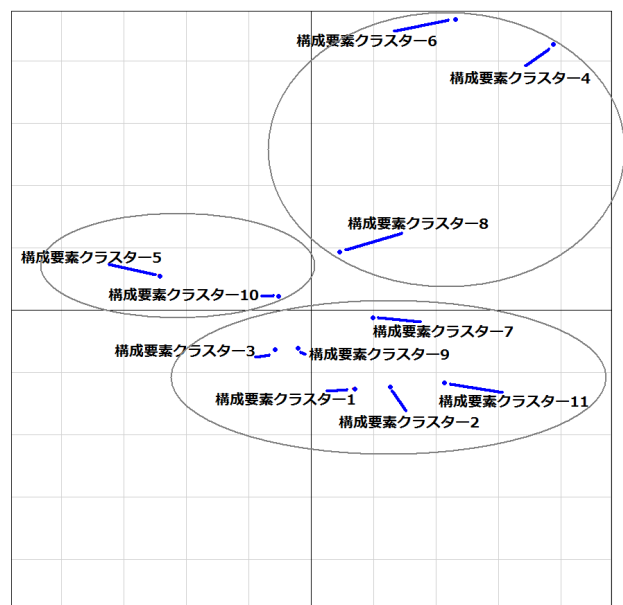 構成要素クラスター6
構成要素クラスター4
構成要素クラスター8
構成要素クラスター5
構成要素クラスター10
構成要素クラスター7
構成要素クラスター3
構成要素クラスター9
構成要素クラスター1
構成要素クラスター11
構成要素クラスター2